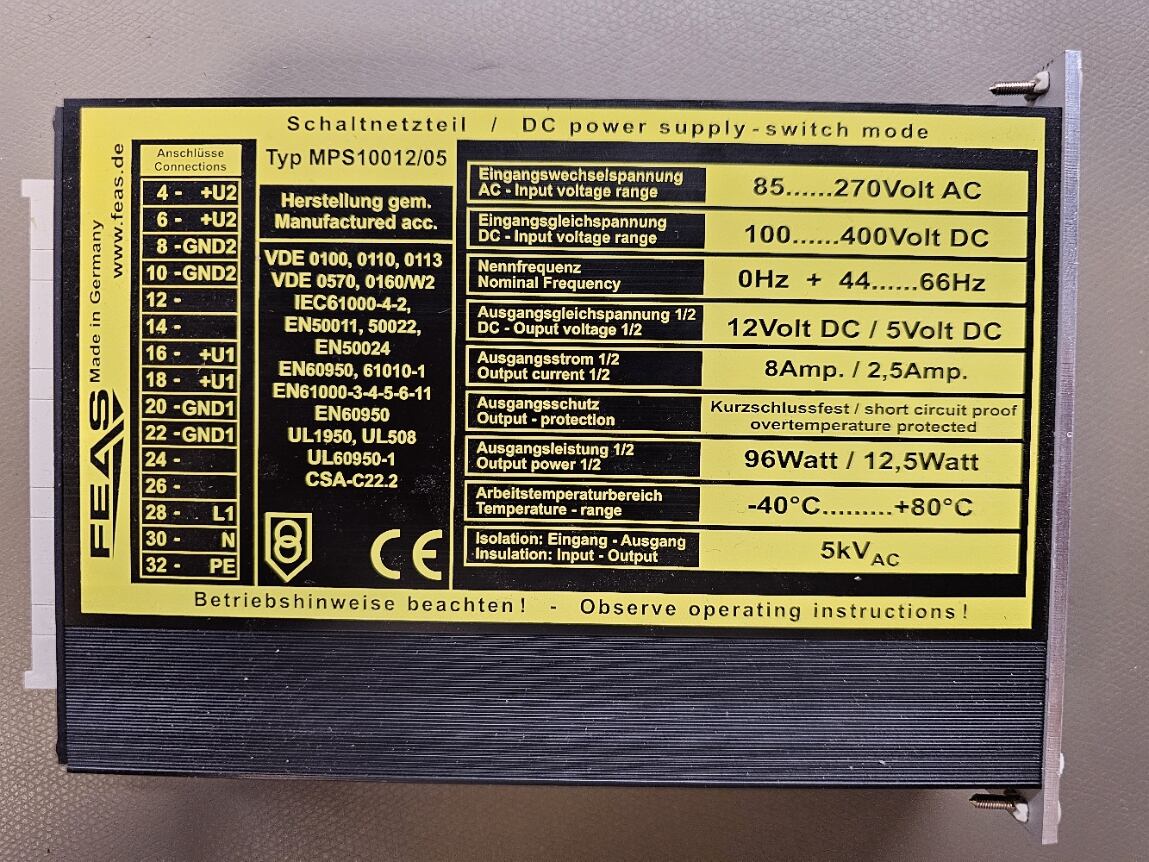 Schaltnetzteil / DC power supply - switch mode
FEAS Made in Germany
www.feas.de
Anschlüsse
Connections
4 - +U2
6 - +U2
8 -GND2
10 -GND2
12 -
14 -
16 - +U1
18 - +U1
20 -GND1
22 -GND1
24 -
26 -
28 - L1
30 - N
32 - PE
Typ MPS10012/05
Herstellung gem.
Manufactured acc.
VDE 0100, 0110, 0113
VDE 0570, 0160/W2
IEC61000-4-2,
EN50011, 50022,
EN50024
EN60950, 61010-1
EN61000-3-4-5-6-11
EN60950
UL1950, UL508
UL60950-1
CSA-C22.2
CE
Eingangswechselspannung
AC - Input voltage range
85......270Volt AC
Eingangsgleichspannung
DC - Input voltage range
100......400Volt DC
Nennfrequenz
Nominal Frequency
0Hz + 44......66Hz
Ausgangsgleichspannung 1/2
DC - Ouput voltage 1/2
12Volt DC / 5Volt DC
Ausgangsstrom 1/2
Output current 1/2
8Amp. / 2,5Amp.
Ausgangsschutz
Output - protection
Kurzschlussfest / short circuit proof
overtemperature protected
Ausgangsleistung 1/2
Output power 1/2
96Watt / 12,5Watt
Arbeitstemperaturbereich
Temperature - range
-40°C.........+80°C
Isolation: Eingang - Ausgang
Insulation: Input - Output
5kVAC
Betriebshinweise beachten! - Observe operating instructions!